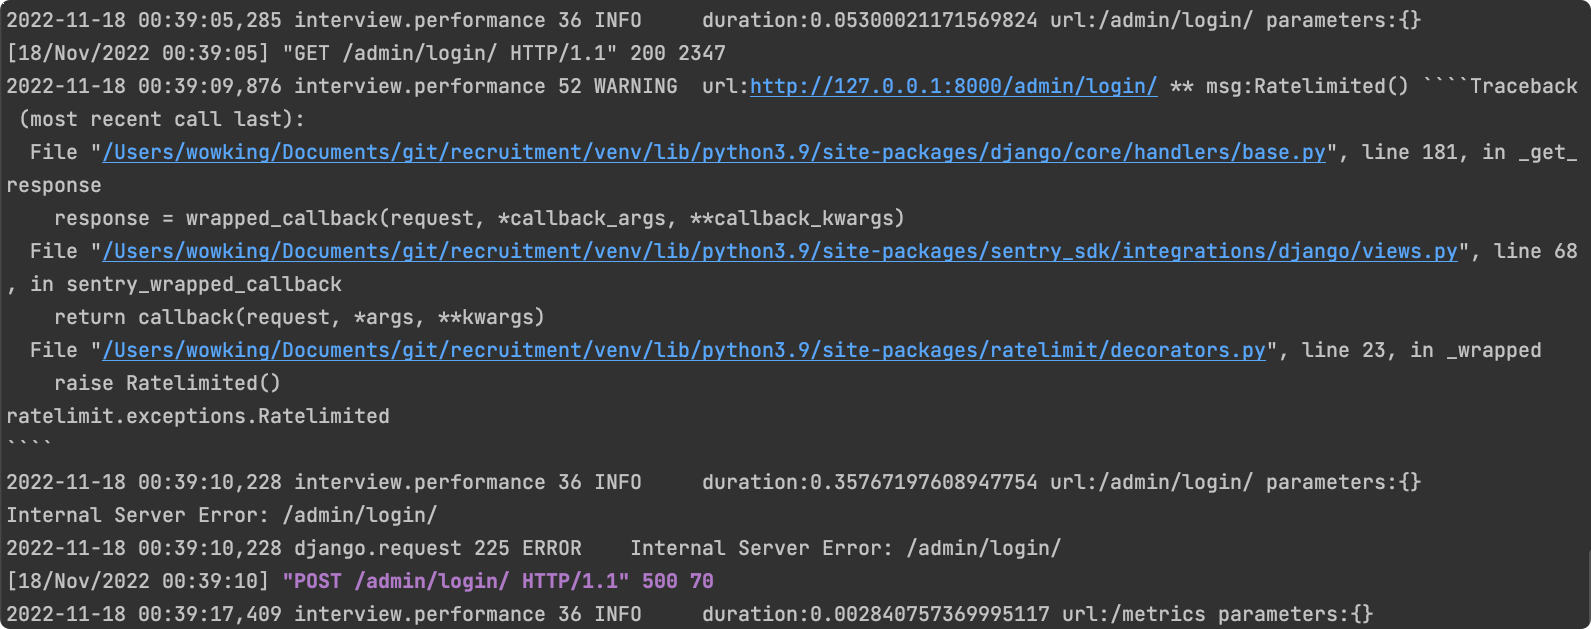 2022-11-18 00:39:05,285 interview.performance 36 INFO     duration:0.05300021171569824 url:/admin/login/ parameters:{}
[18/Nov/2022 00:39:05] "GET /admin/login/ HTTP/1.1" 200 2347
2022-11-18 00:39:09,876 interview.performance 52 WARNING  url:http://127.0.0.1:8000/admin/login/ ** msg:Ratelimited() ````Traceback
 (most recent call last):
  File "/Users/wowking/Documents/git/recruitment/venv/lib/python3.9/site-packages/django/core/handlers/base.py", line 181, in _get_
response
    response = wrapped_callback(request, *callback_args, **callback_kwargs)
  File "/Users/wowking/Documents/git/recruitment/venv/lib/python3.9/site-packages/sentry_sdk/integrations/django/views.py", line 68
, in sentry_wrapped_callback
    return callback(request, *args, **kwargs)
  File "/Users/wowking/Documents/git/recruitment/venv/lib/python3.9/site-packages/ratelimit/decorators.py", line 23, in _wrapped
    raise Ratelimited()
ratelimit.exceptions.Ratelimited
````
2022-11-18 00:39:10,228 interview.performance 36 INFO     duration:0.35767197608947754 url:/admin/login/ parameters:{}
Internal Server Error: /admin/login/
2022-11-18 00:39:10,228 django.request 225 ERROR    Internal Server Error: /admin/login/
[18/Nov/2022 00:39:10] "POST /admin/login/ HTTP/1.1" 500 70
2022-11-18 00:39:17,409 interview.performance 36 INFO     duration:0.002840757369995117 url:/metrics parameters:{}